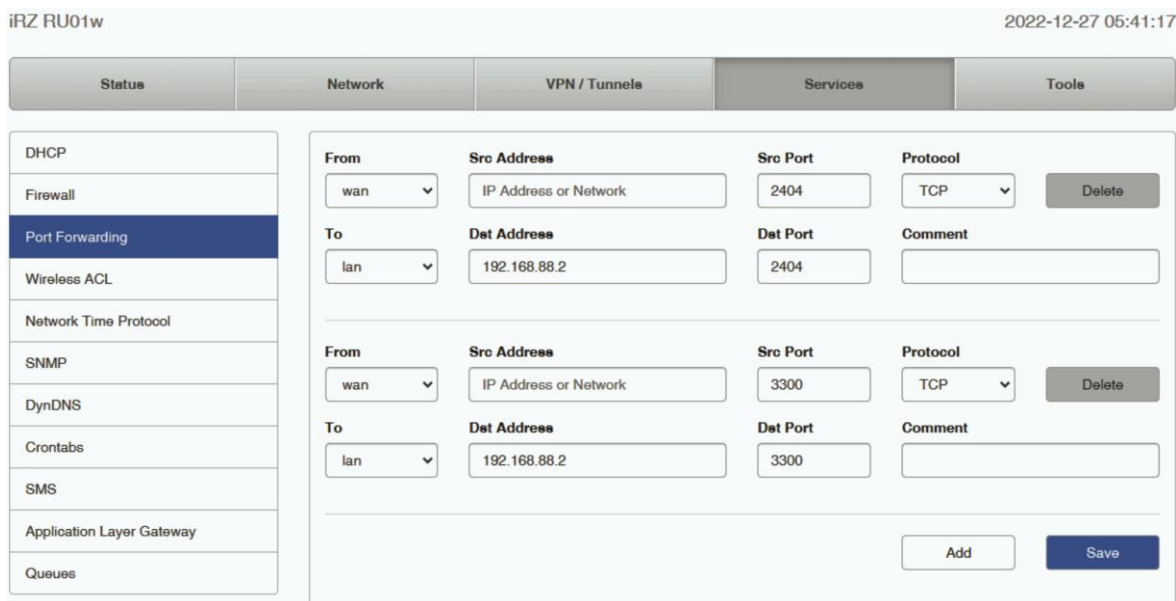 iRZ RU01w 2022-12-27 05:41:17
Status Network VPN / Tunnels Services Tools
DHCP
Firewall
Port Forwarding
Wireless ACL
Network Time Protocol
SNMP
DynDNS
Crontabs
SMS
Application Layer Gateway
Queues
From Src Address Src Port Protocol
wan IP Address or Network 2404 TCP Delete
To Dst Address Dst Port Comment
lan 192.168.88.2 2404
From Src Address Src Port Protocol
wan IP Address or Network 3300 TCP Delete
To Dst Address Dst Port Comment
lan 192.168.88.2 3300
Add Save